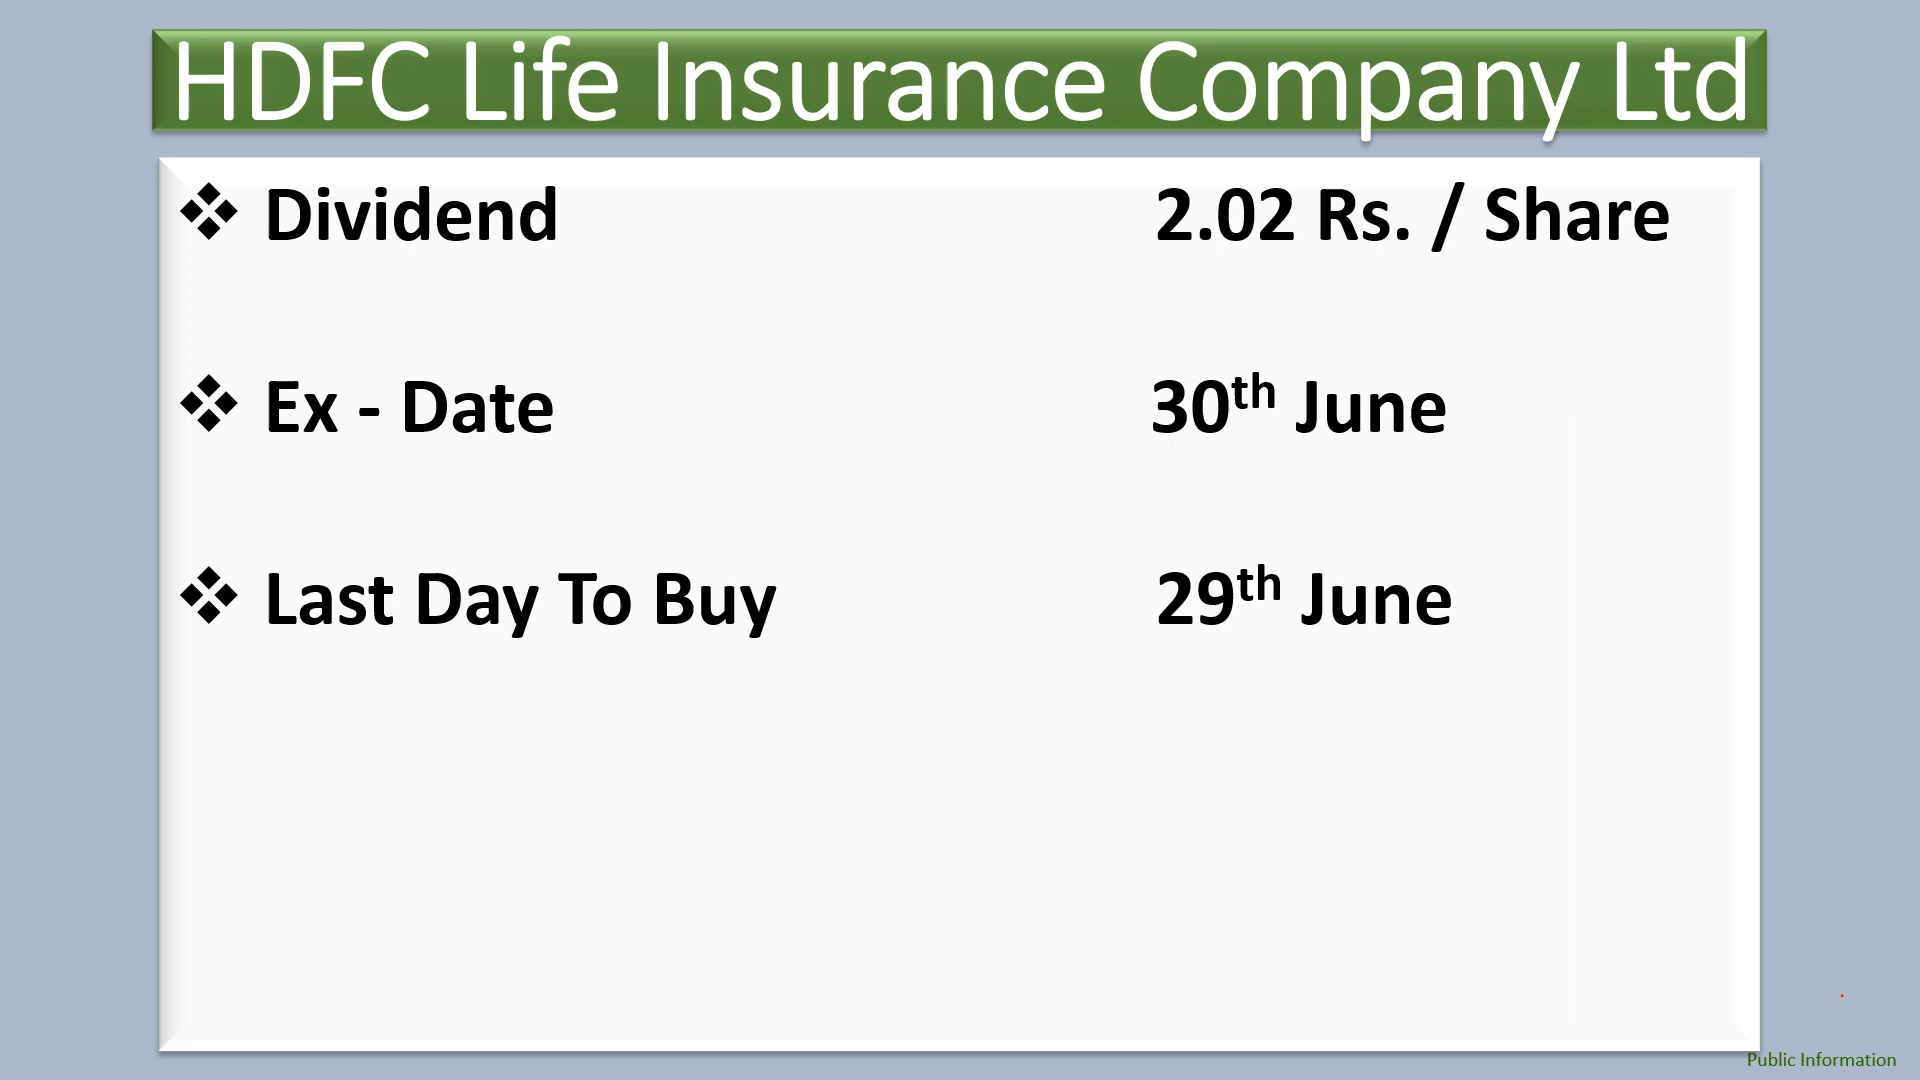 HDFC Life Insurance Company Ltd
❖ Dividend 2.02 Rs. / Share
❖ Ex - Date 30th June
❖ Last Day To Buy 29th June
Public Information